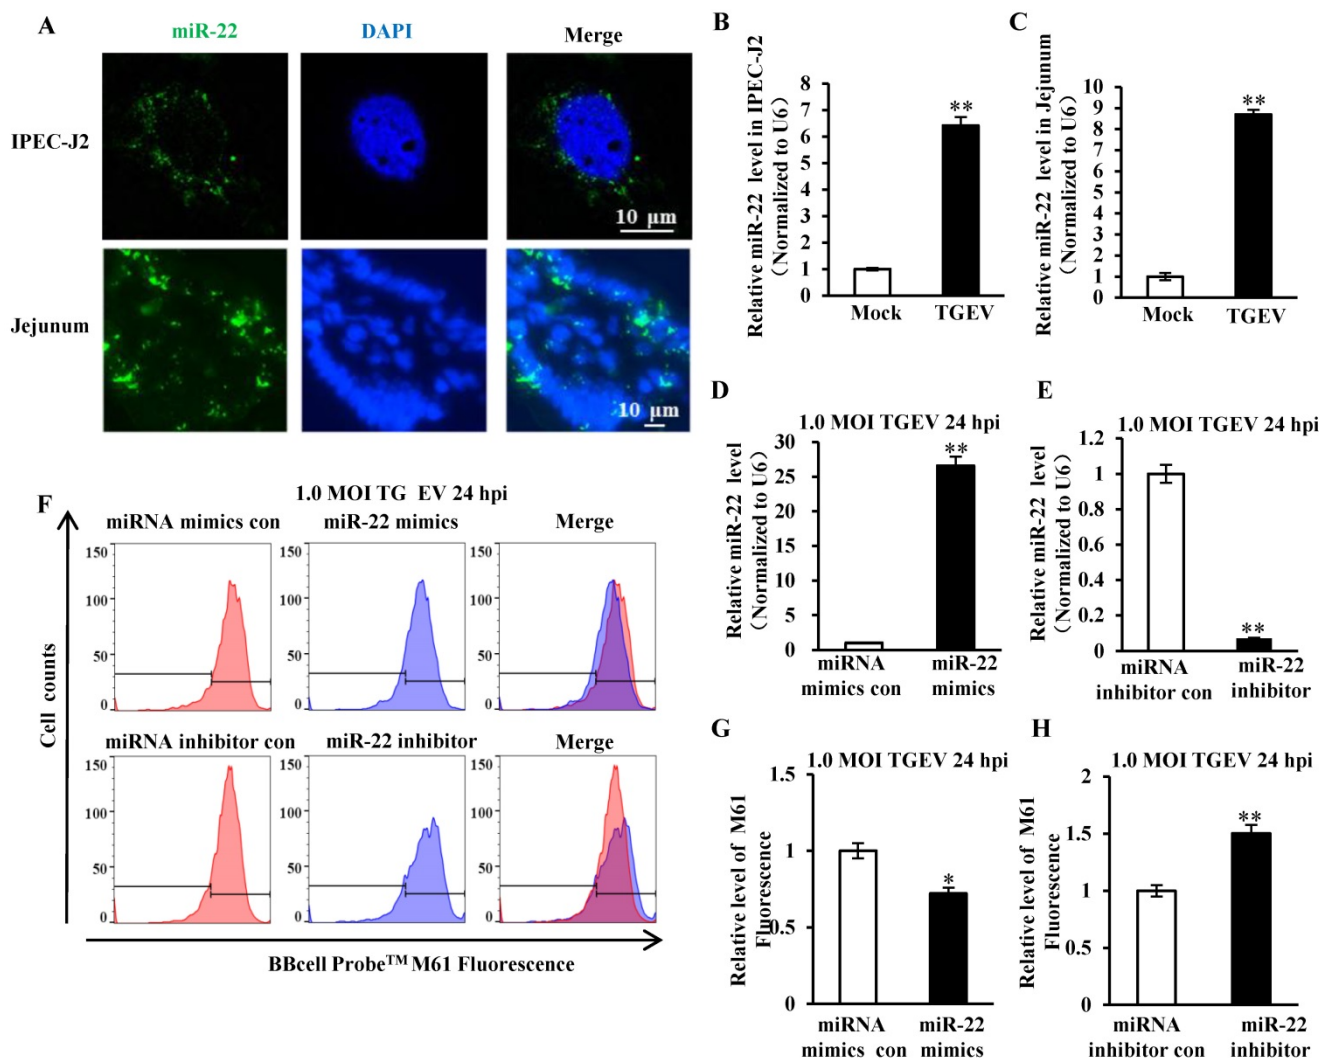 A
miR-22
DAPI
Merge
IPEC-J2
10 μm
Jejunum
10 μm
B
Relative miR-22 level in IPEC-J2
(Normalized to U6)
8
7
6
5
4
3
2
1
0
**
Mock
TGEV
C
Relative miR-22 level in Jejunum
(Normalized to U6)
10
9
8
7
6
5
4
3
2
1
0
**
Mock
TGEV
D
1.0 MOI TGEV 24 hpi
Relative miR-22 level
(Normalized to U6)
30
25
20
15
10
5
0
**
miRNA
mimics con
miR-22
mimics
E
1.0 MOI TGEV 24 hpi
Relative miR-22 level
(Normalized to U6)
1.2
1
0.8
0.6
0.4
0.2
0
**
miRNA
inhibitor con
miR-22
inhibitor
F
1.0 MOI TG EV 24 hpi
miRNA mimics con
miR-22 mimics
Merge
150
100
50
0
150
100
50
0
150
100
50
0
miRNA inhibitor con
miR-22 inhibitor
Merge
150
100
50
0
150
100
50
0
150
100
50
0
Cell counts
BBcell Probe™ M61 Fluorescence
G
1.0 MOI TGEV 24 hpi
Relative level of M61
Fluorescence
1.5
1
0.5
0
*
miRNA
mimics con
miR-22
mimics
H
1.0 MOI TGEV 24 hpi
Relative level of M61
Fluorescence
2
1.5
1
0.5
0
**
miRNA
inhibitor con
miR-22
inhibitor